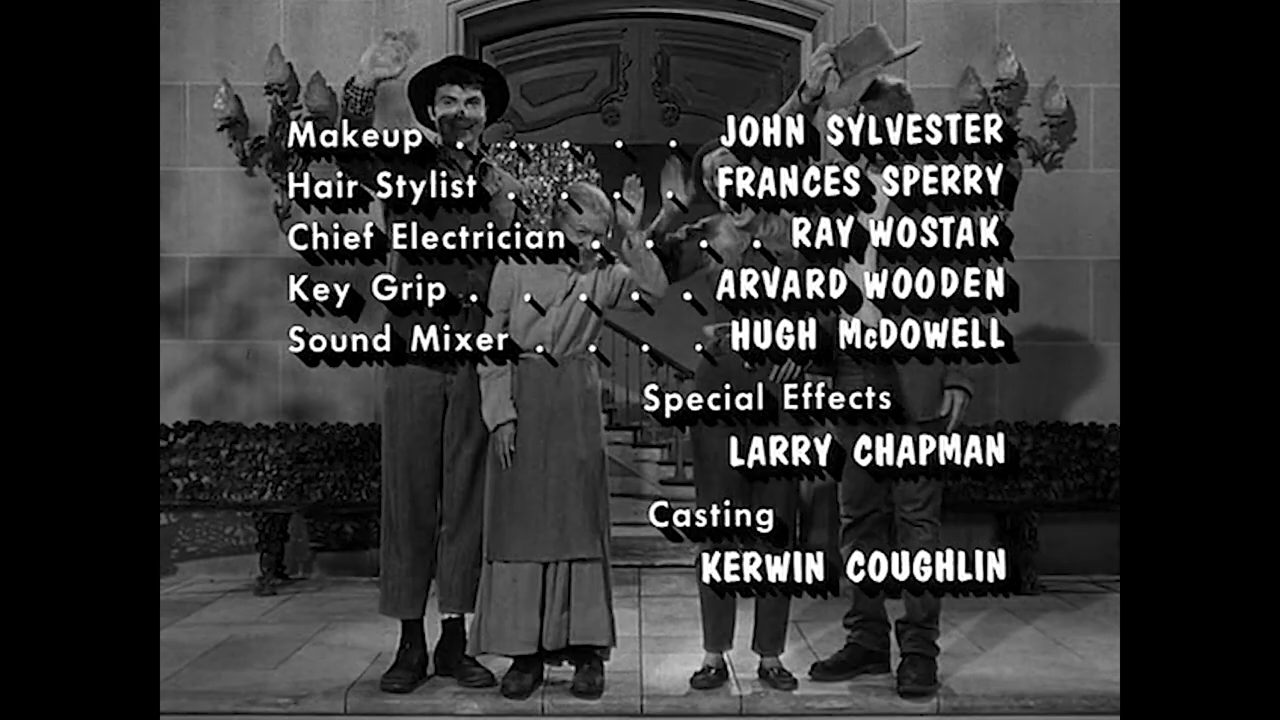 Makeup . . . . . JOHN SYLVESTER
Hair Stylist . . . . FRANCES SPERRY
Chief Electrician . . . . RAY WOSTAK
Key Grip . . . . . ARVARD WOODEN
Sound Mixer . . . . HUGH McDOWELL
Special Effects
LARRY CHAPMAN
Casting
KERWIN COUGHLIN